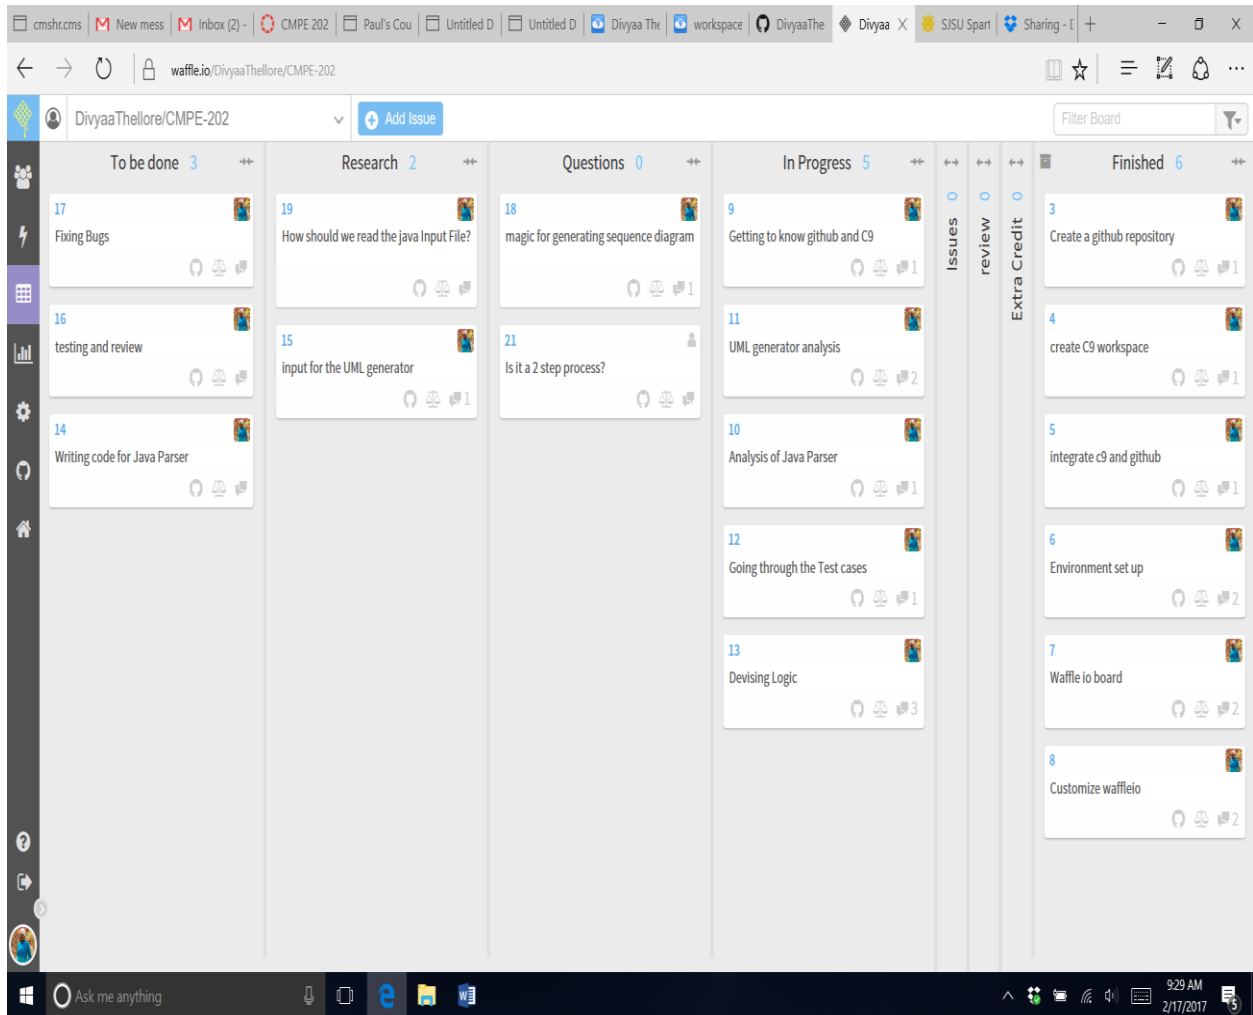 cmshr.cms
New mess
Inbox (2) -
CMPE 202
Paul's Cou
Untitled D
Untitled D
Divyaa The
workspace
DivyaaThe
Divyaa
SJSU Spart
Sharing - D
waffle.io/DivyaaThellore/CMPE-202
DivyaaThellore/CMPE-202
Add Issue
Filter Board
To be done 3
17
Fixing Bugs
16
testing and review
14
Writing code for Java Parser
Research 2
19
How should we read the java Input File?
15
input for the UML generator
1
Questions 0
18
magic for generating sequence diagram
1
21
Is it a 2 step process?
In Progress 5
9
Getting to know github and C9
1
11
UML generator analysis
2
10
Analysis of Java Parser
1
12
Going through the Test cases
1
13
Devising Logic
3
Issues 0
review 0
Extra Credit 0
Finished 6
3
Create a github repository
1
4
create C9 workspace
1
5
integrate c9 and github
1
6
Environment set up
2
7
Waffle io board
2
8
Customize waffleio
2
Ask me anything
9:29 AM
2/17/2017
5